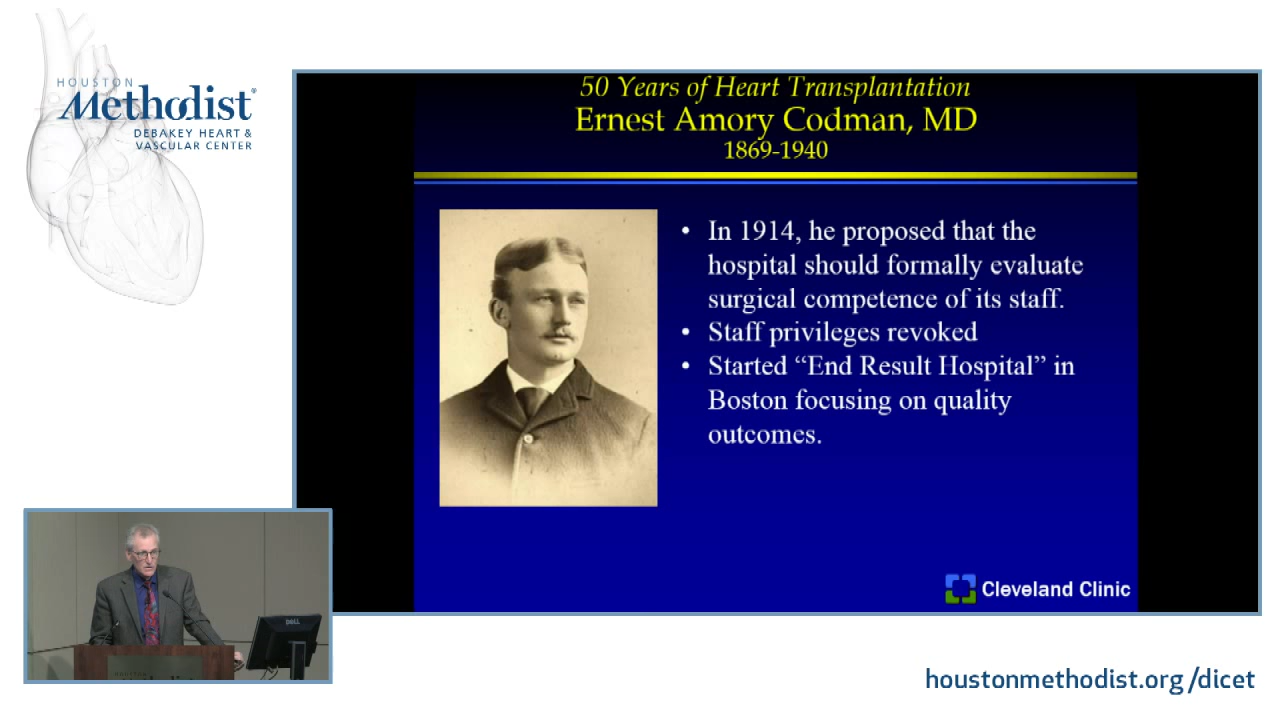 HOUSTON
Methodist®
DEBAKEY HEART &
VASCULAR CENTER
50 Years of Heart Transplantation
Ernest Amory Codman, MD
1869-1940
• In 1914, he proposed that the
hospital should formally evaluate
surgical competence of its staff.
• Staff privileges revoked
• Started “End Result Hospital” in
Boston focusing on quality
outcomes.
Cleveland Clinic
DELL
houstonmethodist.org/dicet